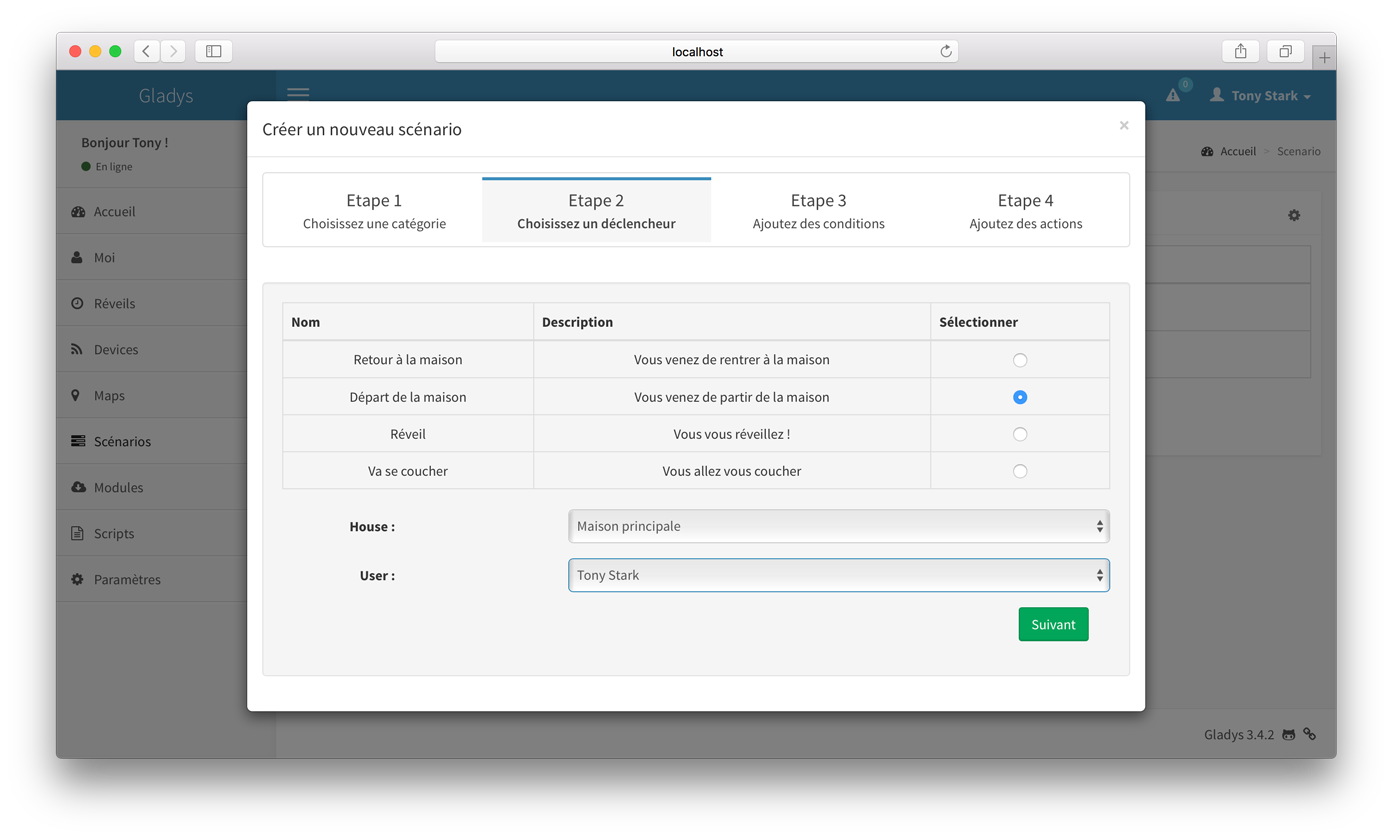 localhost
Gladys
0
Tony Stark
Bonjour Tony !
En ligne
Accueil > Scenario
Accueil
Moi
Réveils
Devices
Maps
Scénarios
Modules
Scripts
Paramètres
Créer un nouveau scénario
×
Etape 1
Choisissez une catégorie
Etape 2
Choisissez un déclencheur
Etape 3
Ajoutez des conditions
Etape 4
Ajoutez des actions
Nom Description Sélectionner
Retour à la maison Vous venez de rentrer à la maison
Départ de la maison Vous venez de partir de la maison
Réveil Vous vous réveillez !
Va se coucher Vous allez vous coucher
House : Maison principale
User : Tony Stark
Suivant
Gladys 3.4.2